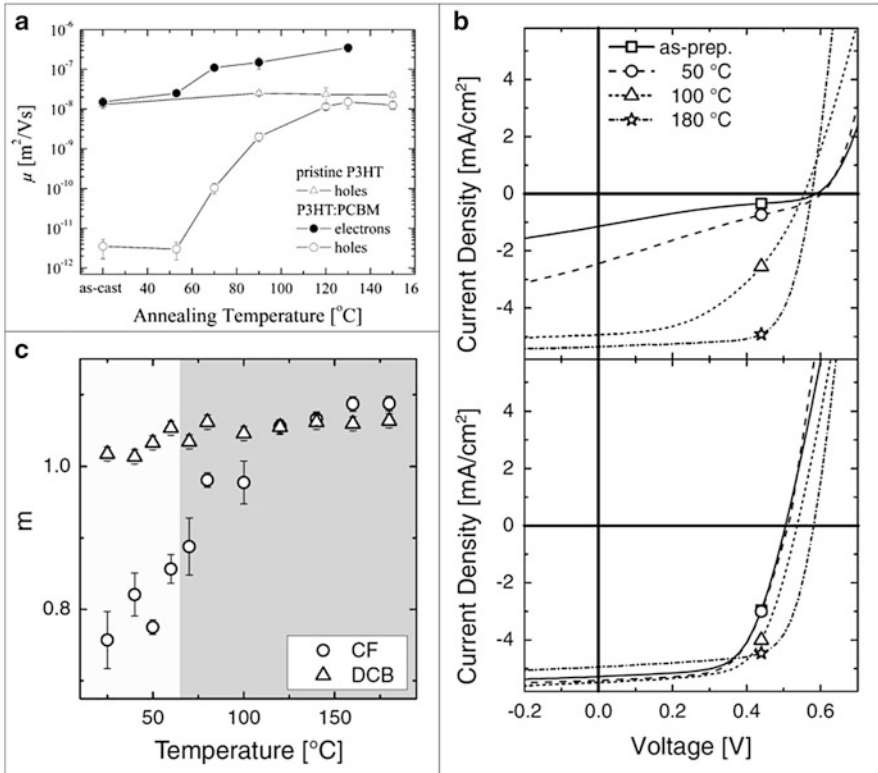 a
μ [m²/Vs]
10⁻⁶
10⁻⁷
10⁻⁸
10⁻⁹
10⁻¹⁰
10⁻¹¹
10⁻¹²
pristine P3HT
holes
P3HT:PCBM
electrons
holes
as-cast 40 60 80 100 120 140 16
Annealing Temperature [°C]
b
as-prep.
50 °C
100 °C
180 °C
Current Density [mA/cm²]
4
2
0
-2
-4
Current Density [mA/cm²]
4
2
0
-2
-4
-0.2 0.0 0.2 0.4 0.6
Voltage [V]
c
m
1.0
0.8
CF
DCB
50 100 150
Temperature [°C]